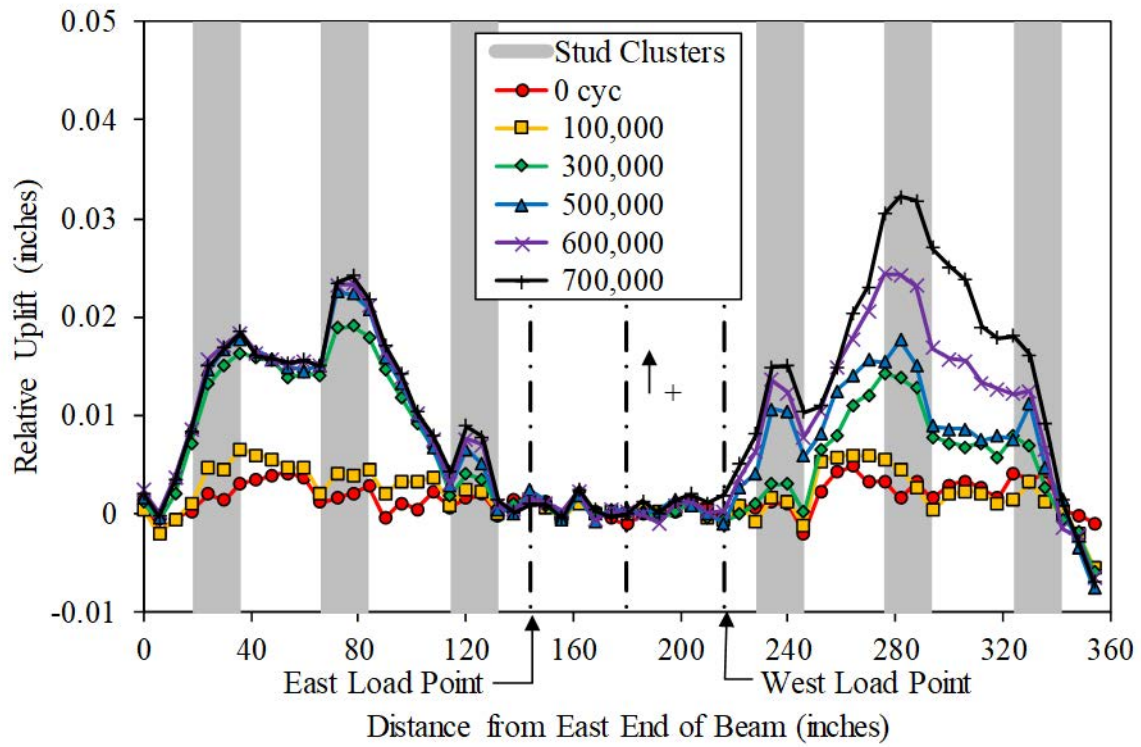 0.05
0.04
0.03
0.02
0.01
0
-0.01
Relative Uplift (inches)
Stud Clusters
0 cyc
100,000
300,000
500,000
600,000
700,000
+
0 40 80 120 160 200 240 280 320 360
East Load Point West Load Point
Distance from East End of Beam (inches)